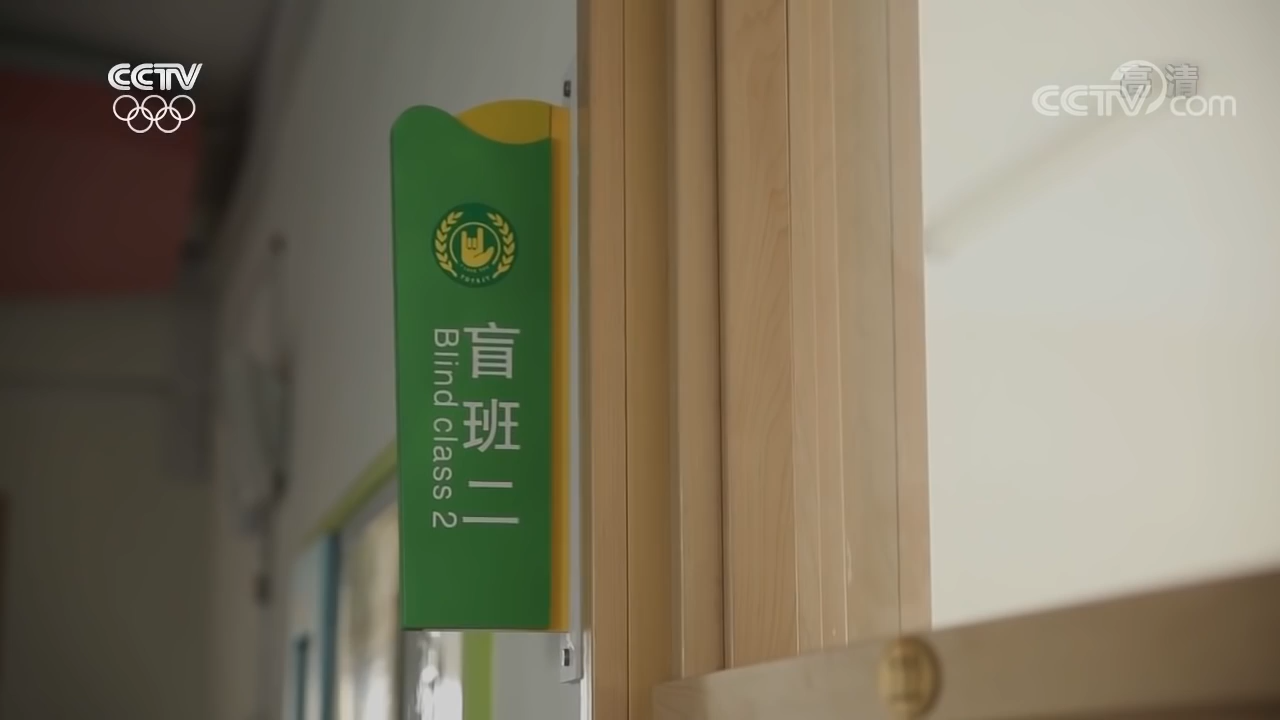 CCTV
高清
CCTV.com
盲班二
Blind class 2